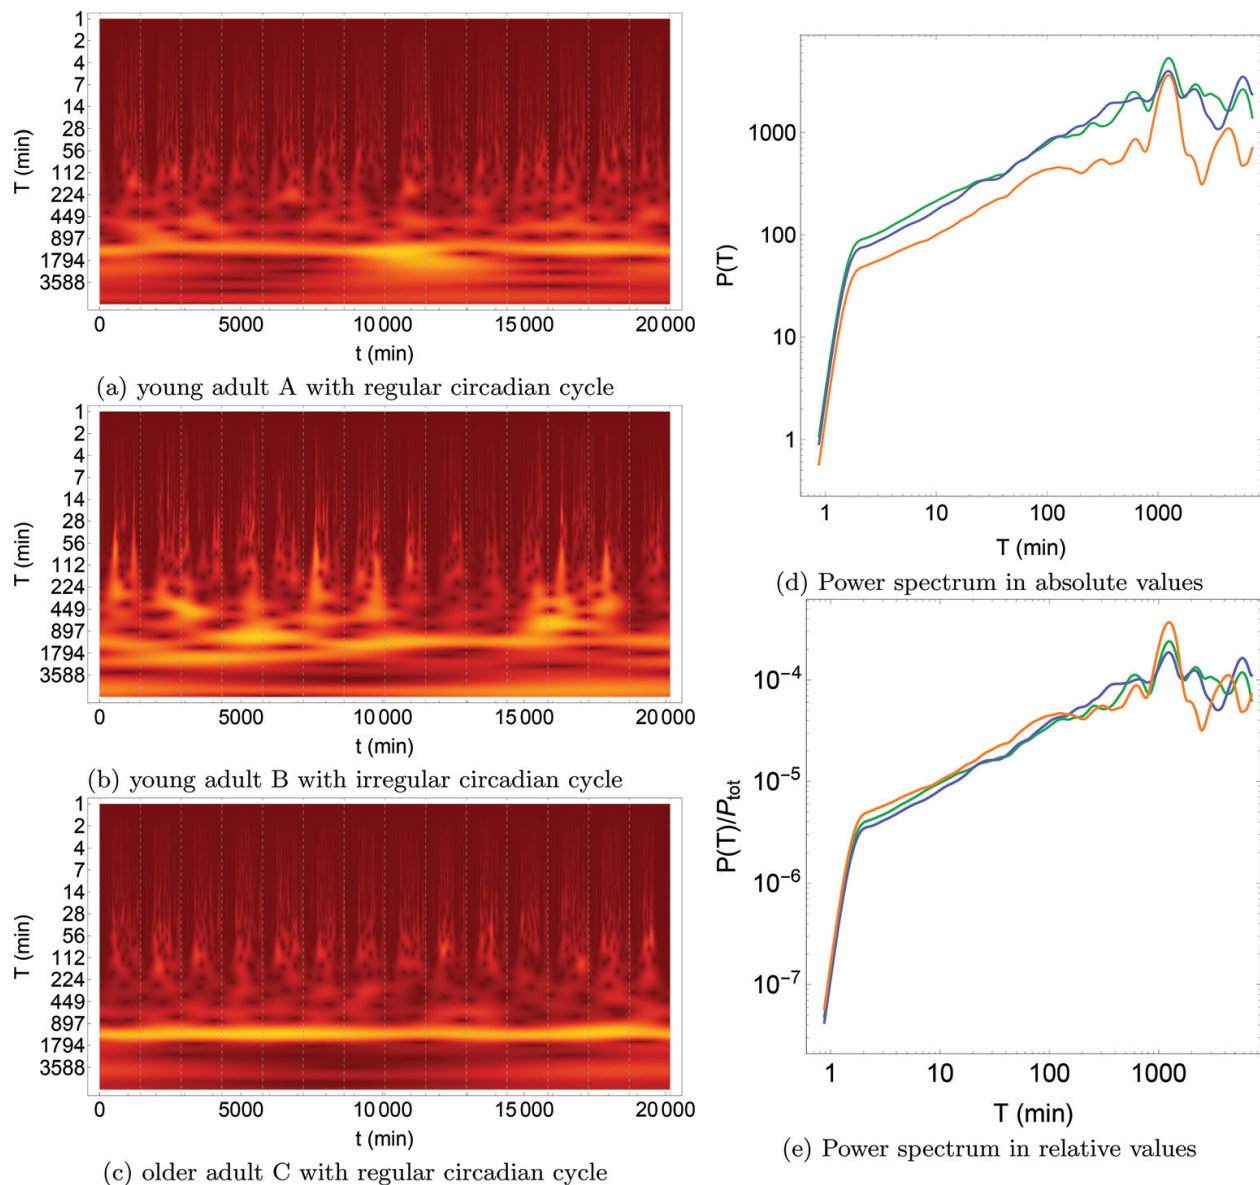 1
2
4
7
14
28
56
112
224
449
897
1794
3588
T (min)
0 5000 10 000 15 000 20 000
t (min)
(a) young adult A with regular circadian cycle
1
2
4
7
14
28
56
112
224
449
897
1794
3588
T (min)
0 5000 10 000 15 000 20 000
t (min)
(b) young adult B with irregular circadian cycle
1
2
4
7
14
28
56
112
224
449
897
1794
3588
T (min)
0 5000 10 000 15 000 20 000
t (min)
(c) older adult C with regular circadian cycle
1000
100
10
1
P(T)
1 10 100 1000
T (min)
(d) Power spectrum in absolute values
10⁻⁴
10⁻⁵
10⁻⁶
10⁻⁷
P(T)/P_tot
1 10 100 1000
T (min)
(e) Power spectrum in relative values